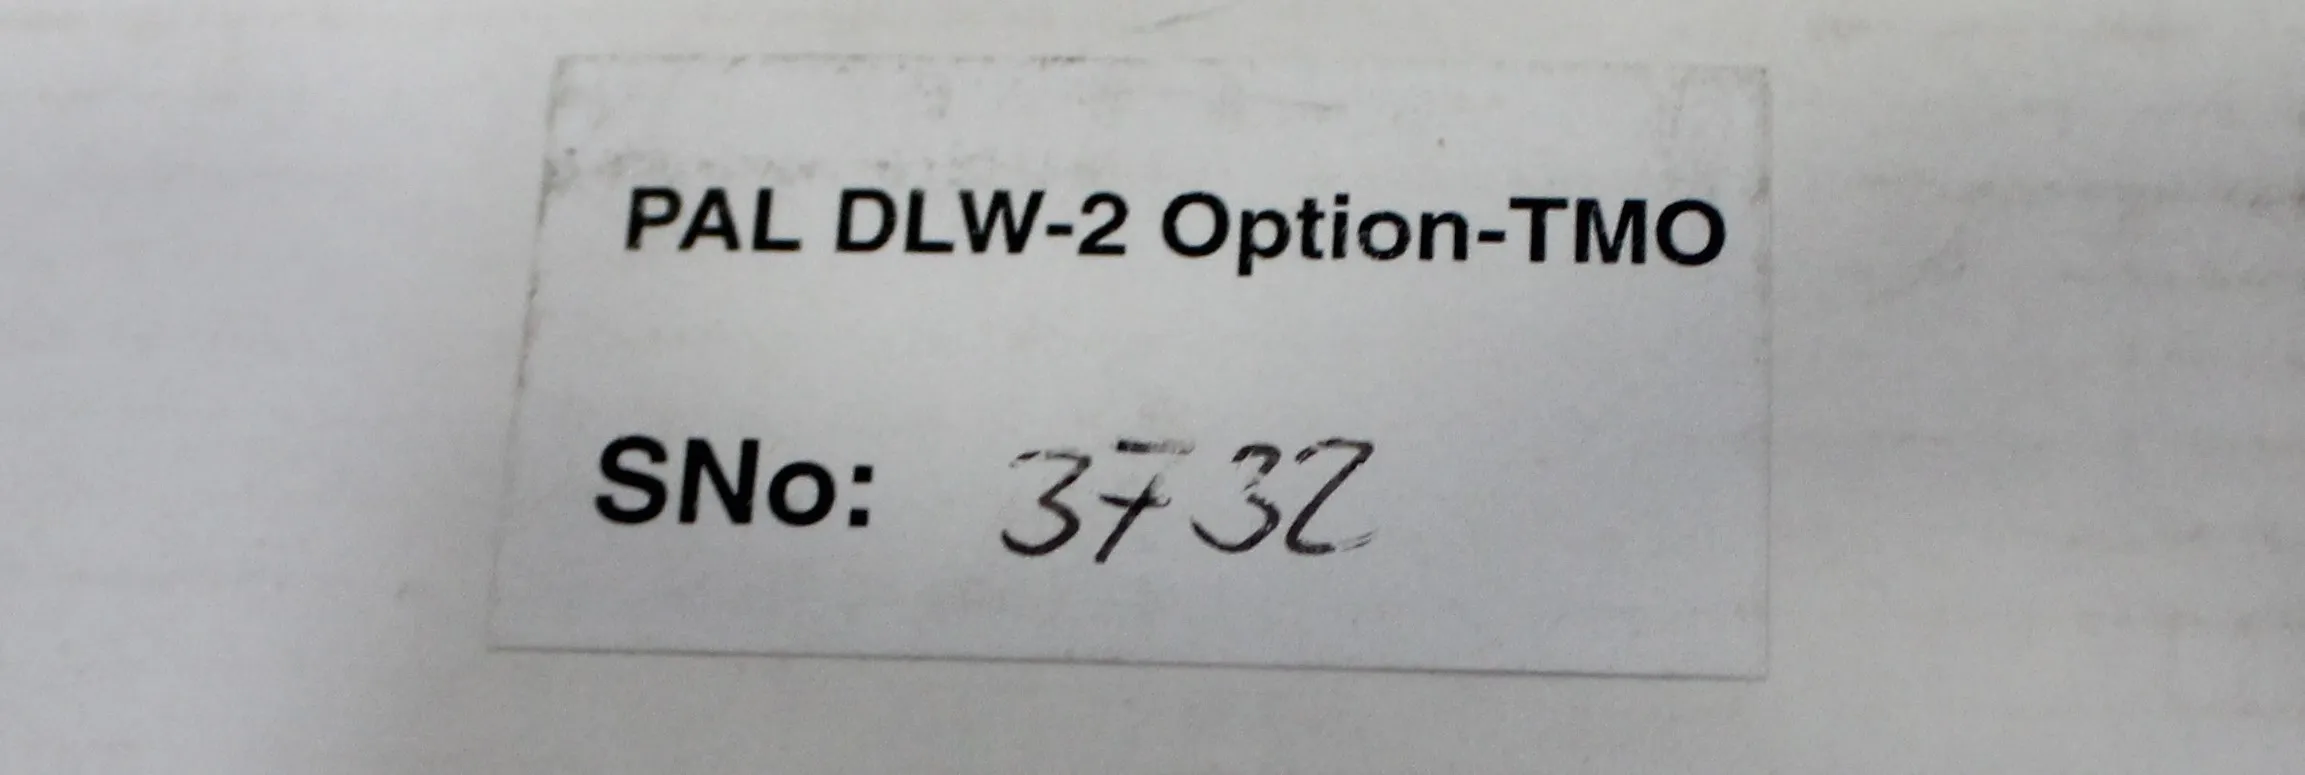 PAL DLW-2 Option-TMO
SNo: 3732